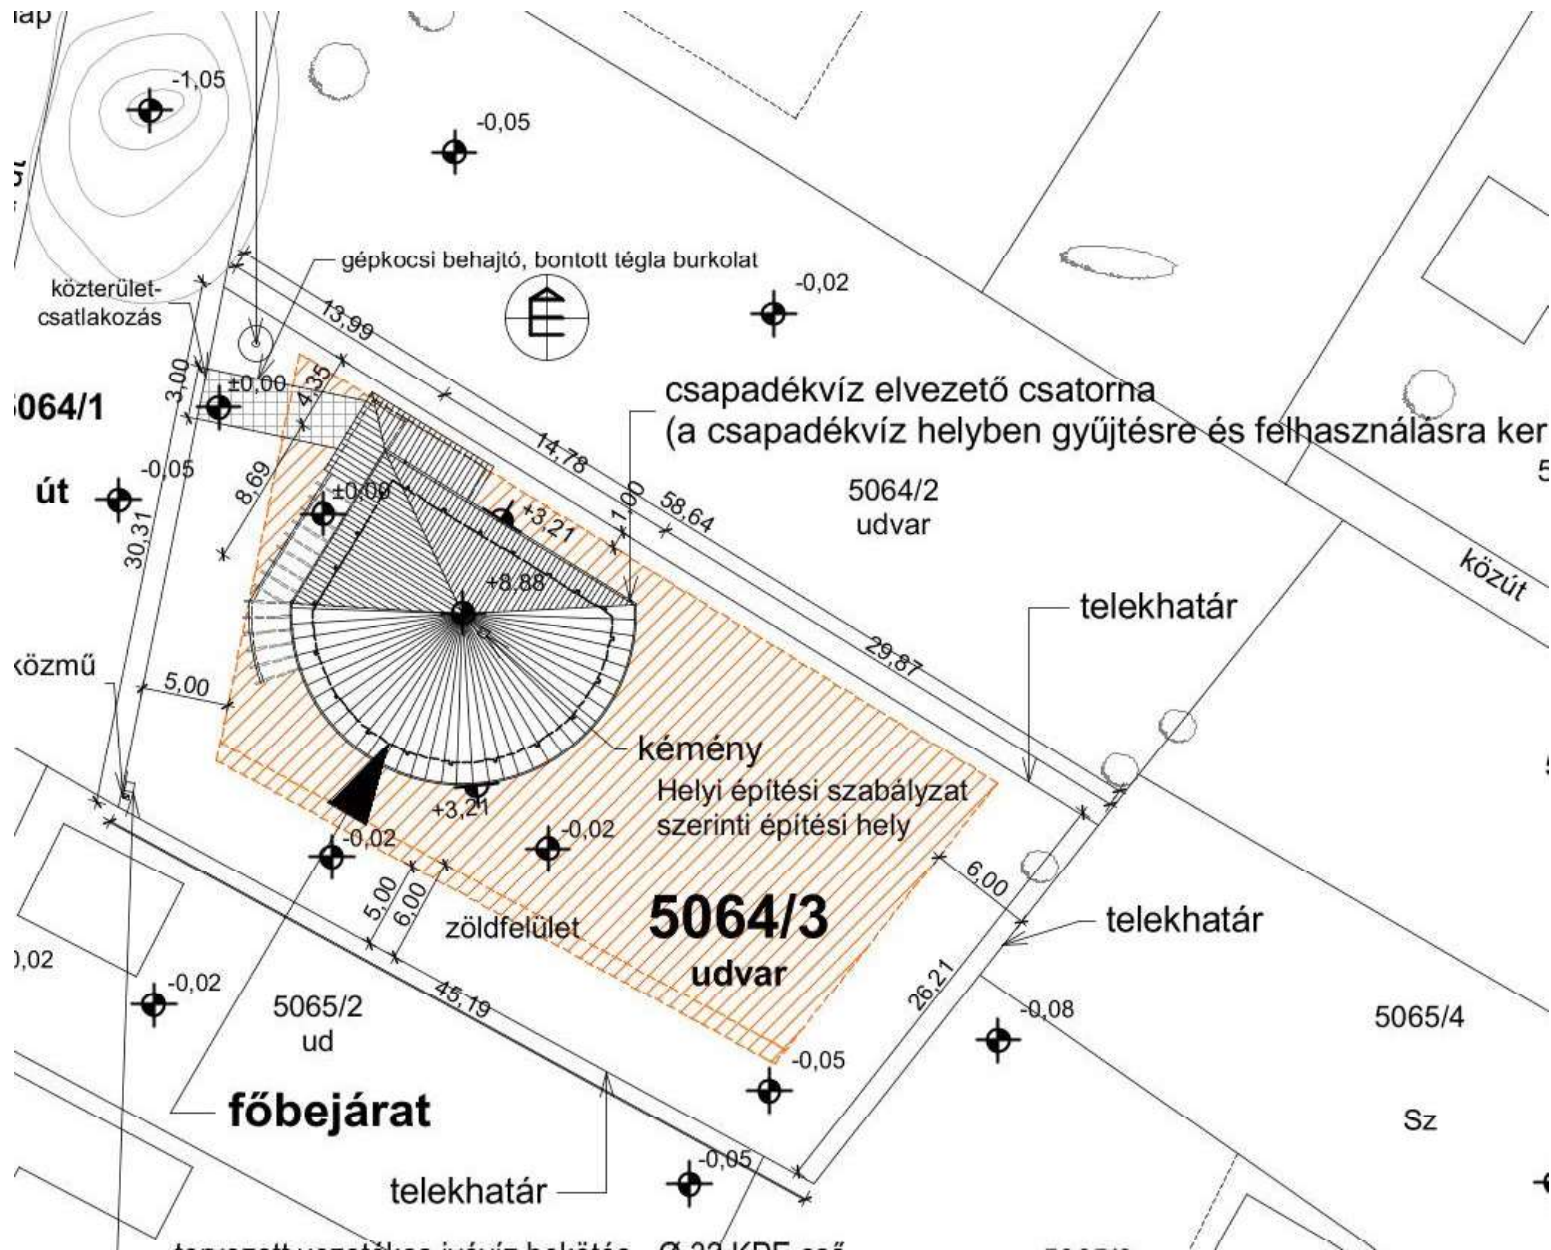 -1,05
-0,05
gépkocsi behajtó, bontott tégla burkolat
közterület-
csatlakozás
-0,02
13,99
É
3,00
±0,00
4,35
csapadékvíz elvezető csatorna
(a csapadékvíz helyben gyűjtésre és felhasználásra ker
5064/1
út
-0,05
8,69
±0,00
14,78
1,00
58,64
5064/2
udvar
+3,21
30,31
+8,88
közút
telekhatár
29,87
közmű
5,00
kémény
Helyi építési szabályzat
szerinti építési hely
+3,21
-0,02
-0,02
6,00
5,00
6,00
zöldfelület
5064/3
udvar
telekhatár
0,02
-0,02
45,19
26,21
5065/2
ud
-0,08
5065/4
-0,05
főbejárat
Sz
-0,05
telekhatár